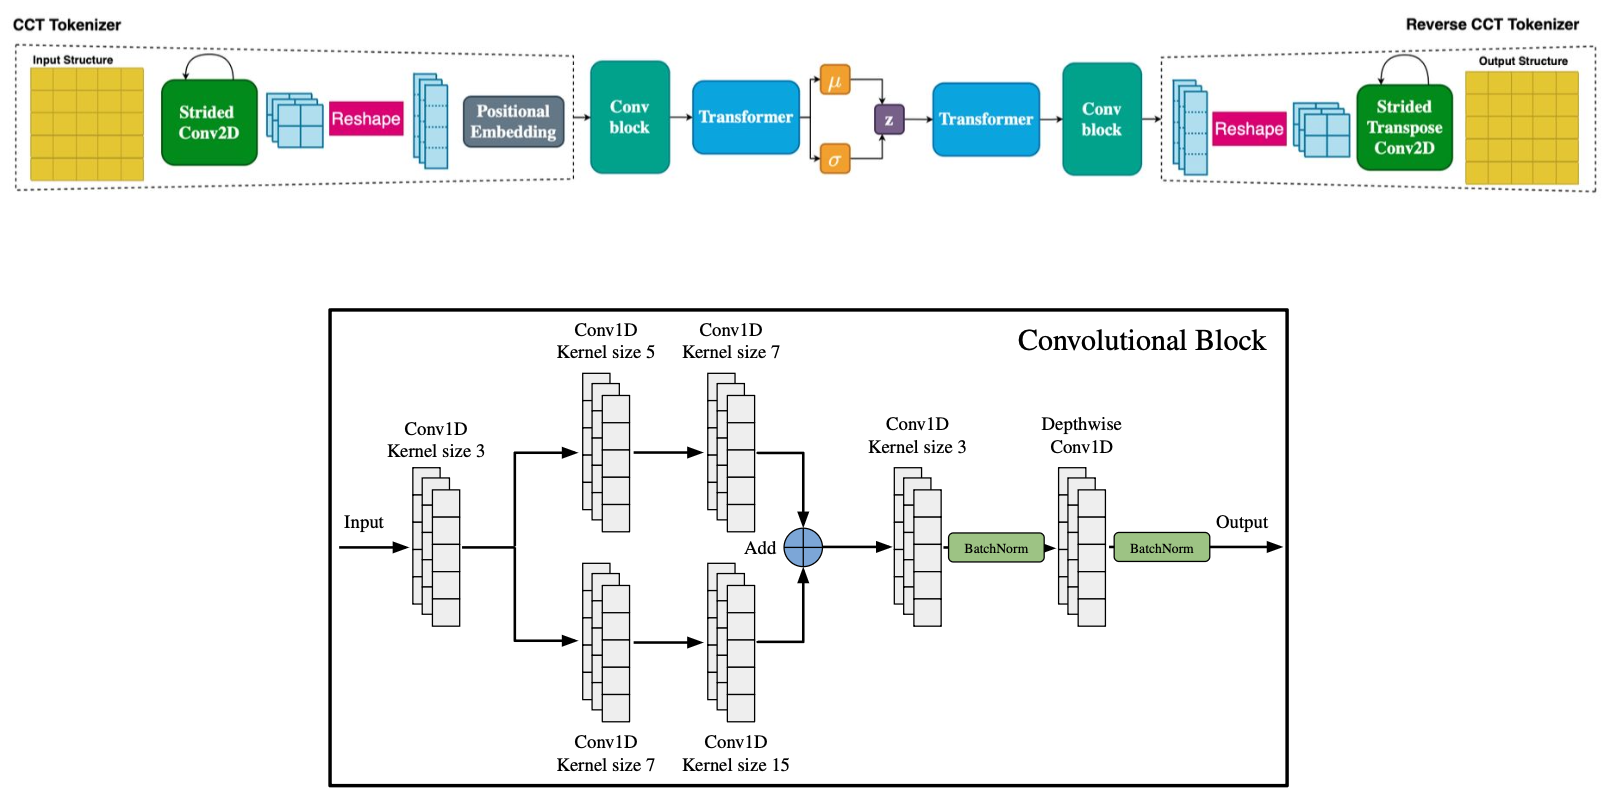 CCT Tokenizer
Reverse CCT Tokenizer
Input Structure
Strided
Conv2D
Reshape
Positional
Embedding
Conv
block
Transformer
μ
σ
z
Transformer
Conv
block
Reshape
Strided
Transpose
Conv2D
Output Structure
Convolutional Block
Input
Conv1D
Kernel size 3
Conv1D
Kernel size 5
Conv1D
Kernel size 7
Conv1D
Kernel size 7
Conv1D
Kernel size 15
Add
Conv1D
Kernel size 3
BatchNorm
Depthwise
Conv1D
BatchNorm
Output